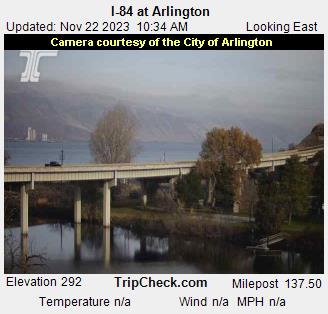 I-84 at Arlington
Updated: Nov 22 2023 10:34 AM Looking East
Camera courtesy of the City of Arlington
Elevation 292 TripCheck.com Milepost 137.50
Temperature n/a Wind n/a MPH n/a